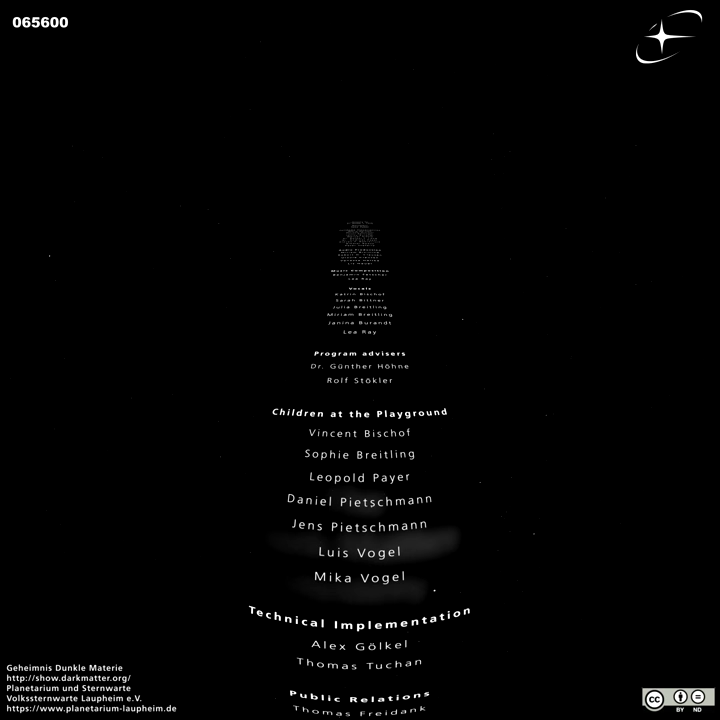 065600
Music Composition
Vocals
Katrin Bischof
Sarah Bittner
Julia Breitling
Miriam Breitling
Janina Burandt
Lea Ray
Program advisers
Dr. Günther Höhne
Rolf Stökler
Children at the Playground
Vincent Bischof
Sophie Breitling
Leopold Payer
Daniel Pietschmann
Jens Pietschmann
Luis Vogel
Mika Vogel
Technical Implementation
Alex Gölkel
Thomas Tuchan
Public Relations
Thomas Freidank
Geheimnis Dunkle Materie
http://show.darkmatter.org/
Planetarium und Sternwarte
Volkssternwarte Laupheim e.V.
https://www.planetarium-laupheim.de
cc BY ND